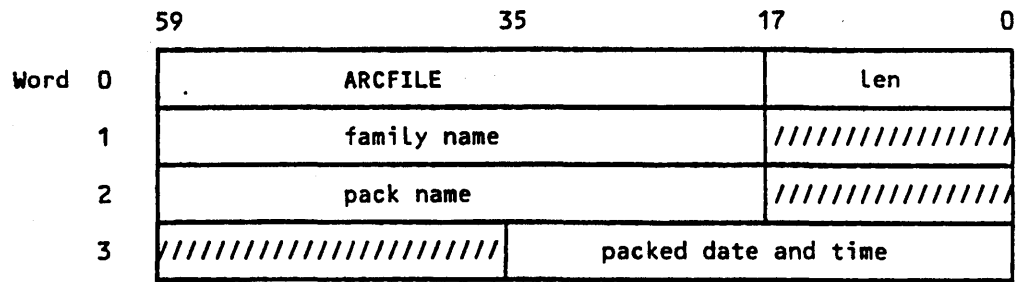 59 35 17 0
Word 0 ARCFILE len
1 family name /////////////////
2 pack name /////////////////
3 //////////////////////// packed date and time